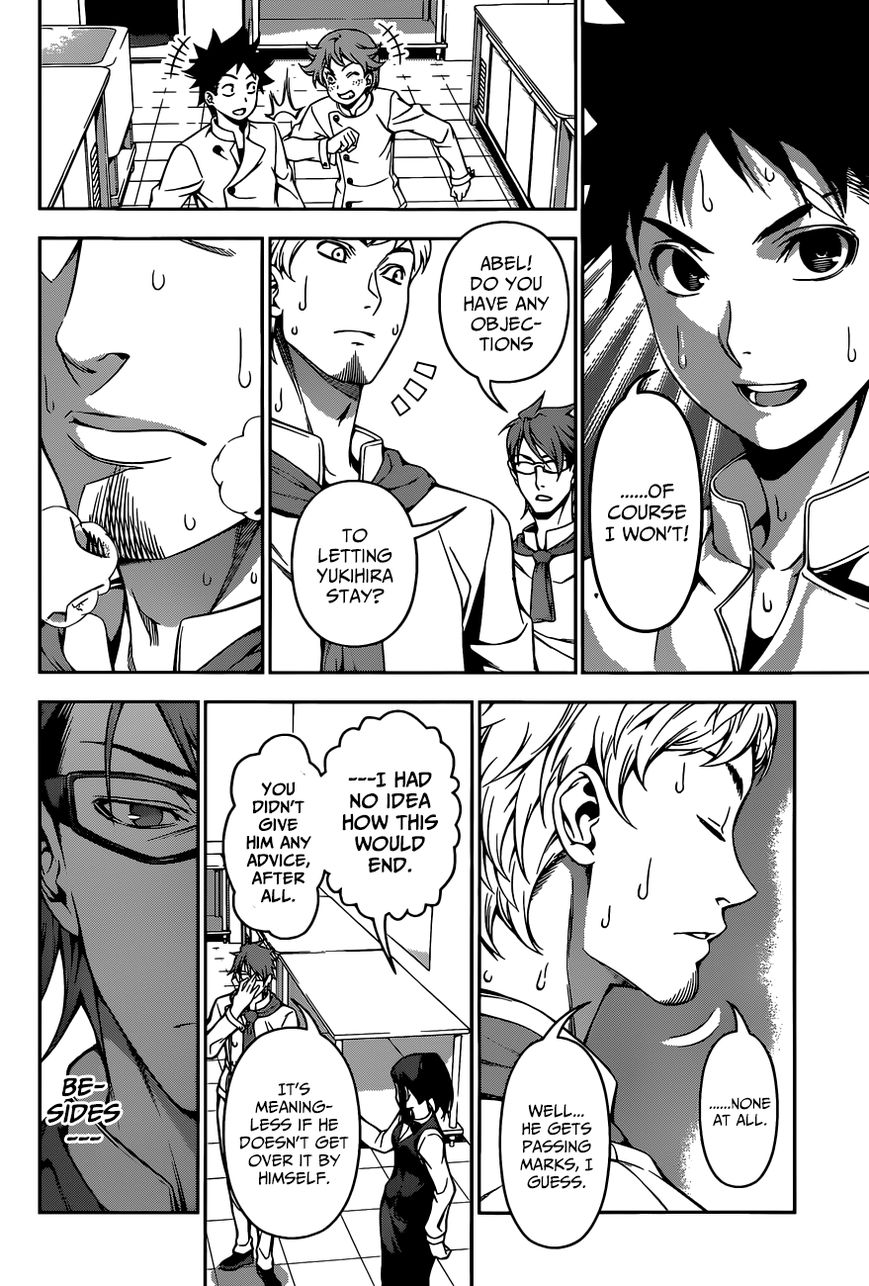 ......OF
COURSE
I WON'T!
ABEL!
DO YOU
HAVE ANY
OBJEC-
TIONS
TO
LETTING
YUKIHIRA
STAY?
......NONE
AT ALL.
WELL...
HE GETS
PASSING
MARKS, I
GUESS.
---I HAD
NO IDEA
HOW THIS
WOULD
END.
YOU
DIDN'T
GIVE
HIM ANY
ADVICE,
AFTER
ALL.
IT'S
MEANING-
LESS IF HE
DOESN'T GET
OVER IT BY
HIMSELF.
BE-
SIDES
---